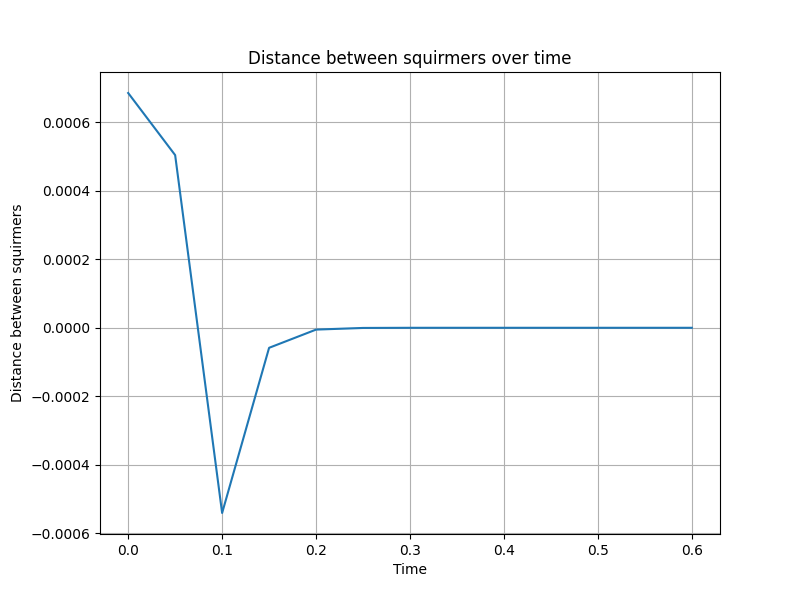 Distance between squirmers over time
Distance between squirmers
0.0006
0.0004
0.0002
0.0000
−0.0002
−0.0004
−0.0006
0.0 0.1 0.2 0.3 0.4 0.5 0.6
Time